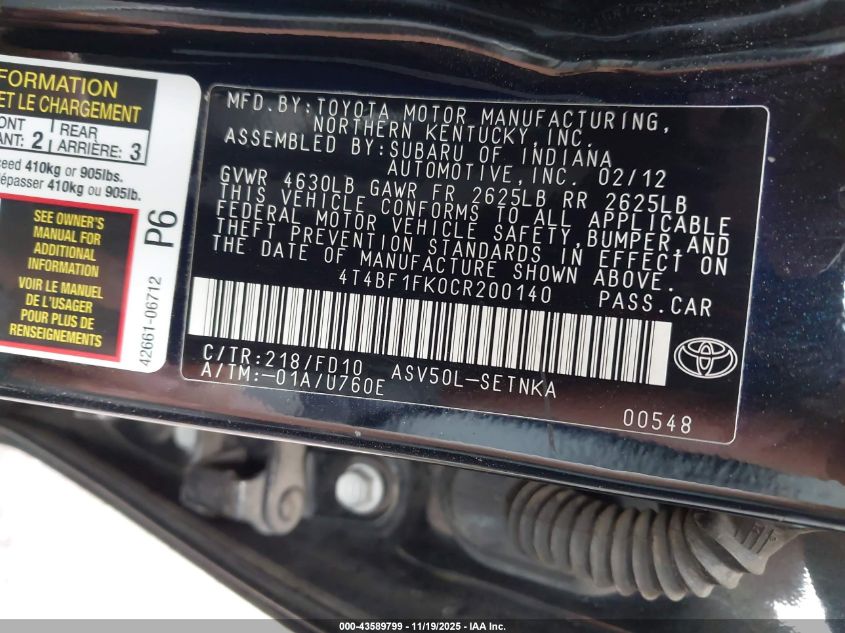 FORMATION
ET LE CHARGEMENT
2 REAR
ANT: ARRIÈRE: 3
410kg or 905lbs.
410 kg ou 905lb.
SEE OWNER'S
MANUAL FOR
ADDITIONAL
INFORMATION
VOIR LE MANUEL
DE L'USAGER
POUR PLUS DE
RENSEIGNEMENTS
P6
42661-06712
MFD.BY:TOYOTA MOTOR MANUFACTURING,
NORTHERN KENTUCKY,INC.
ASSEMBLED BY:SUBARU OF INDIANA
AUTOMOTIVE,INC. 02/12
GVWR 4630LB GAWR FR 2625LB RR 2625LB
THIS VEHICLE CONFORMS TO ALL APPLICABLE
FEDERAL MOTOR VEHICLE SAFETY,BUMPER,AND
THEFT PREVENTION STANDARDS IN EFFECT ON
THE DATE OF MANUFACTURE SHOWN ABOVE.
4T4BF1FK0CR200140 PASS.CAR
C/TR:218/FD10 ASV50L-SETNKA
A/TM:-01A/U760E
00548
TOYOTA
000-43589799 - 11/19/2025 - IAA Inc.